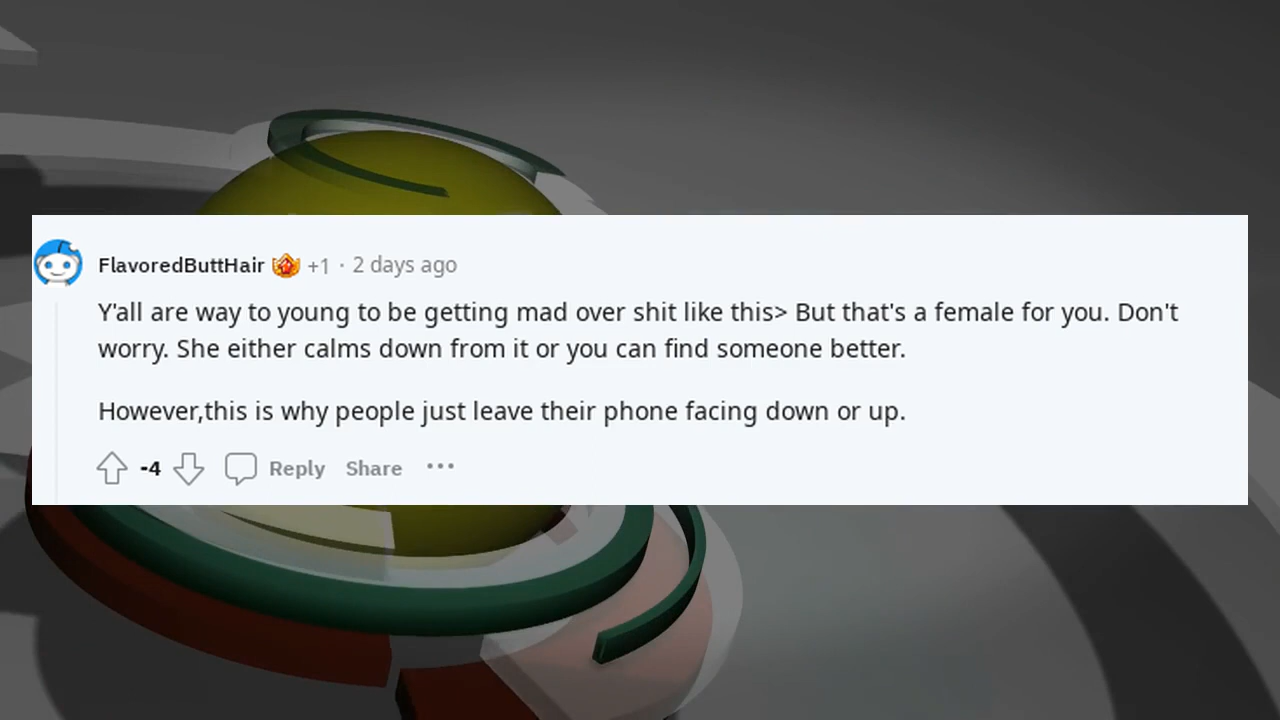 FlavoredButtHair +1 · 2 days ago
Y'all are way to young to be getting mad over shit like this> But that's a female for you. Don't
worry. She either calms down from it or you can find someone better.
However,this is why people just leave their phone facing down or up.
-4 Reply Share ···